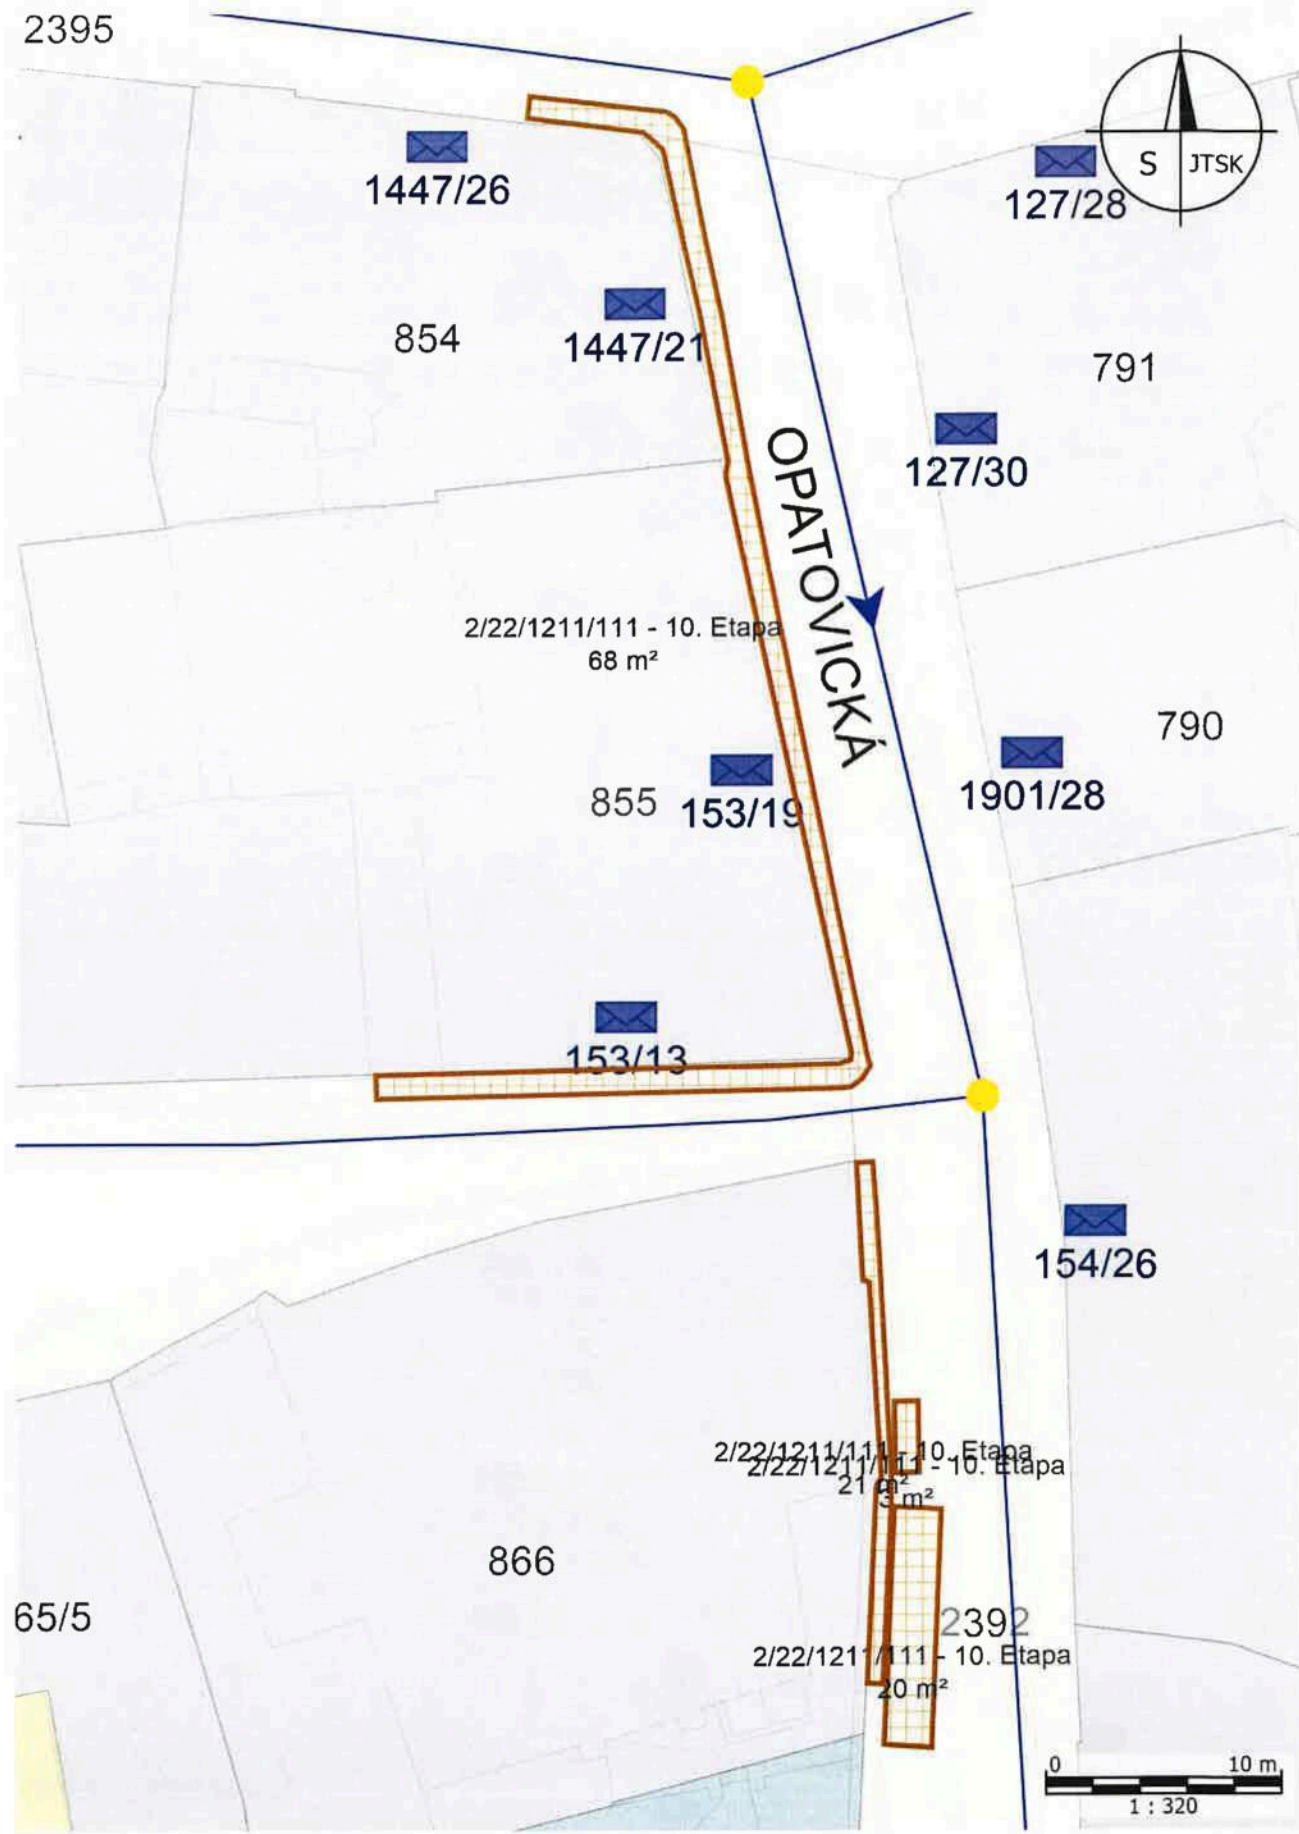 2395
S JTSK
1447/26
127/28
1447/21
854
791
127/30
OPATOVICKÁ
2/22/1211/111 - 10. Etapa
68 m²
790
855
153/19
1901/28
153/13
154/26
2/22/1211/111 - 10. Etapa
2/22/1211/111 - 10. Etapa
21 m²
3 m²
866
65/5
2392
2/22/1211/111 - 10. Etapa
20 m²
0 10 m
1 : 320